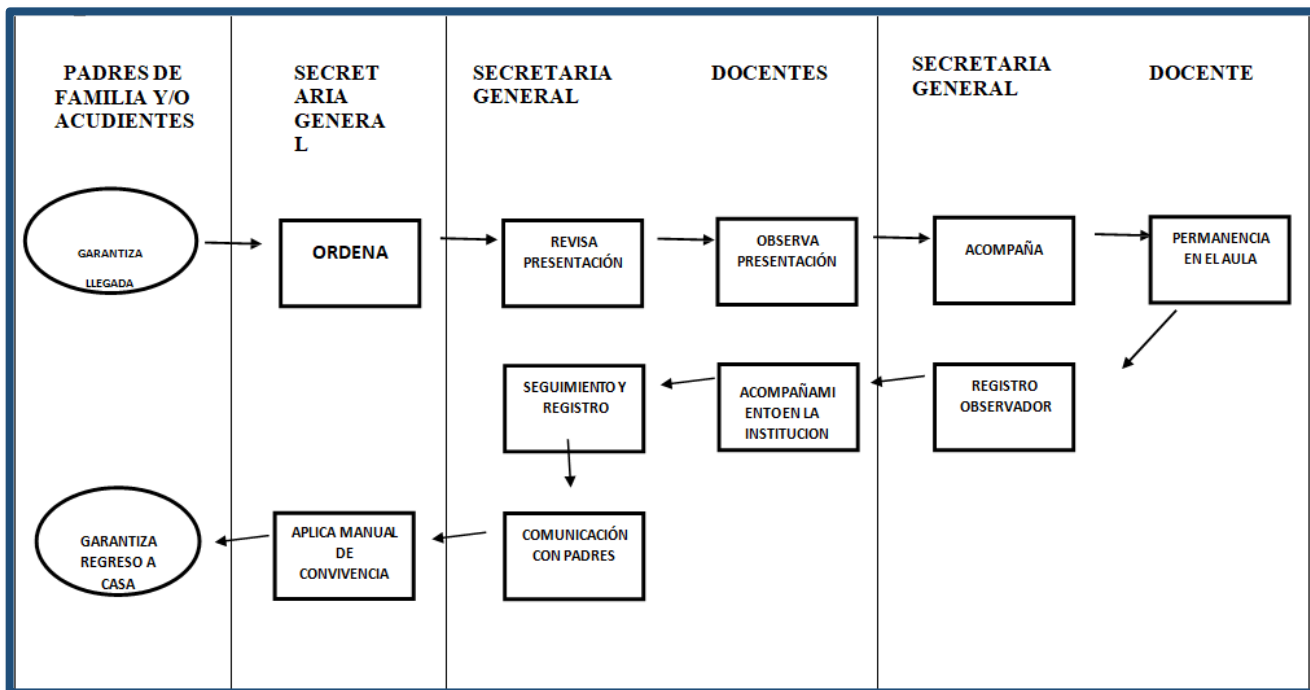 PADRES DE
FAMILIA Y/O
ACUDIENTES
SECRET
ARIA
GENERA
L
SECRETARIA
GENERAL
DOCENTES
SECRETARIA
GENERAL
DOCENTE
GARANTIZA
LLEGADA
ORDENA
REVISA
PRESENTACIÓN
OBSERVA
PRESENTACIÓN
ACOMPAÑA
PERMANENCIA
EN EL AULA
SEGUIMIENTO Y
REGISTRO
ACOMPAÑAMI
ENTO EN LA
INSTITUCION
REGISTRO
OBSERVADOR
GARANTIZA
REGRESO A
CASA
APLICA MANUAL
DE
CONVIVENCIA
COMUNICACIÓN
CON PADRES